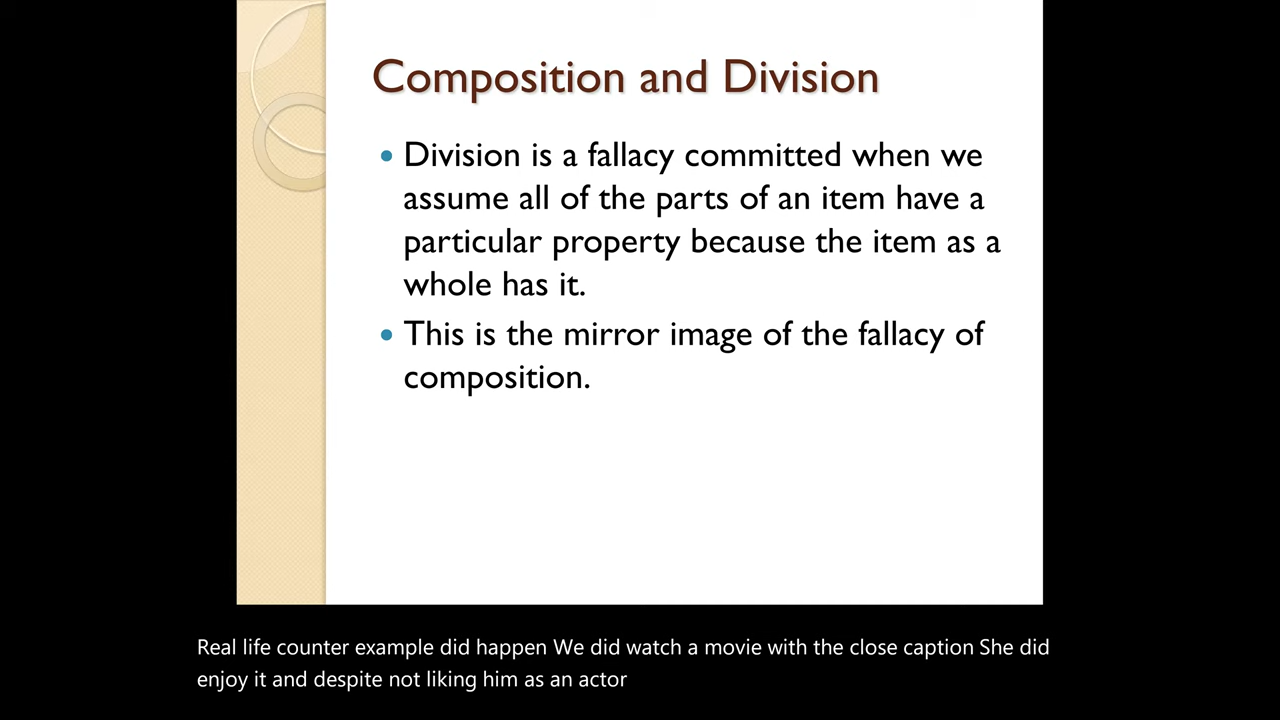 Composition and Division
• Division is a fallacy committed when we
assume all of the parts of an item have a
particular property because the item as a
whole has it.
• This is the mirror image of the fallacy of
composition.
Real life counter example did happen We did watch a movie with the close caption She did
enjoy it and despite not liking him as an actor